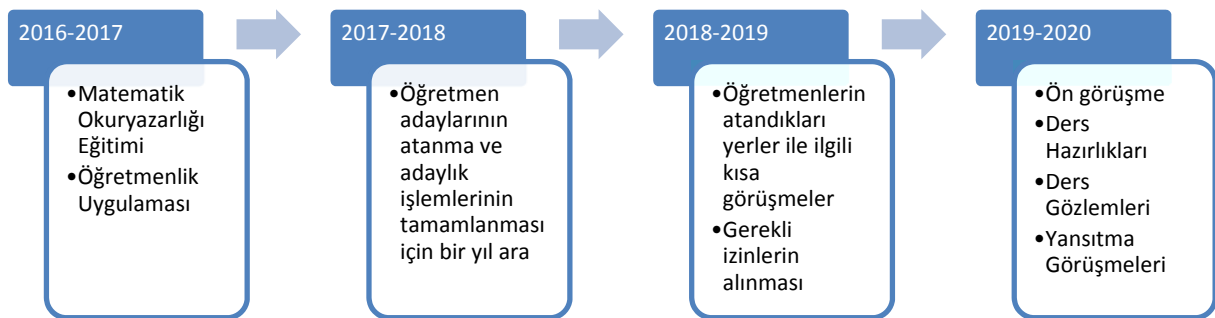 2016-2017
•Matematik
Okuryazarlığı
Eğitimi
•Öğretmenlik
Uygulaması
2017-2018
•Öğretmen
adaylarının
atanma ve
adaylık
işlemlerinin
tamamlanması
için bir yıl ara
2018-2019
•Öğretmenlerin
atandıkları
yerler ile ilgili
kısa
görüşmeler
•Gerekli
izinlerin
alınması
2019-2020
•Ön görüşme
•Ders
Hazırlıkları
•Ders
Gözlemleri
•Yansıtma
Görüşmeleri